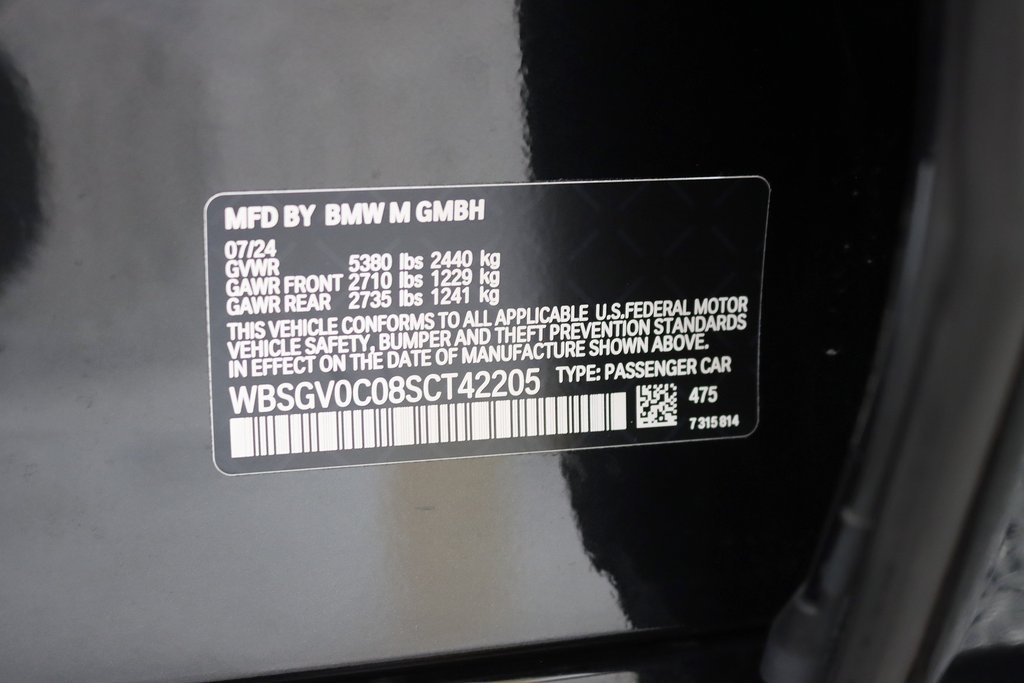 MFD BY BMW M GMBH
07/24
GVWR 5380 lbs 2440 kg
GAWR FRONT 2710 lbs 1229 kg
GAWR REAR 2735 lbs 1241 kg
THIS VEHICLE CONFORMS TO ALL APPLICABLE U.S.FEDERAL MOTOR
VEHICLE SAFETY, BUMPER AND THEFT PREVENTION STANDARDS
IN EFFECT ON THE DATE OF MANUFACTURE SHOWN ABOVE.
WBSGV0C08SCT42205 TYPE: PASSENGER CAR
475
7 315 814